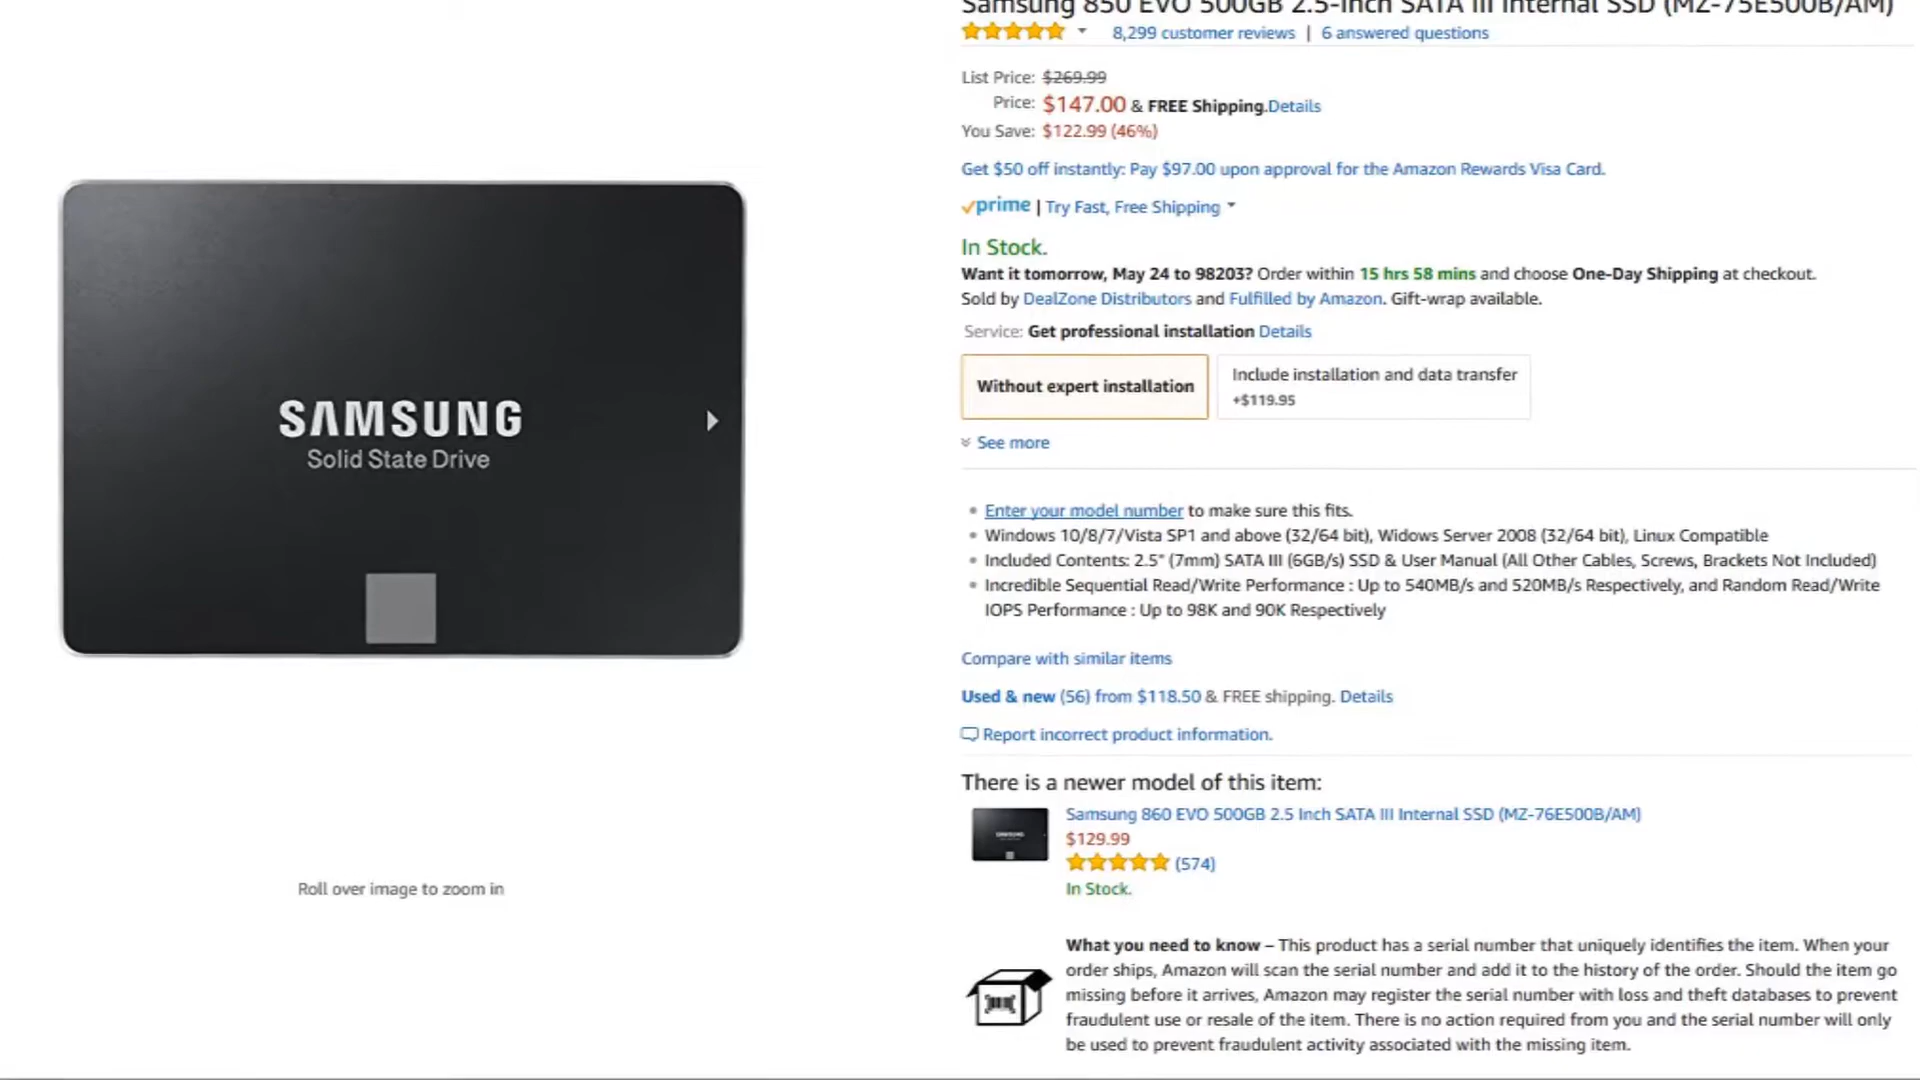 Samsung 850 EVO 500GB 2.5-Inch SATA III Internal SSD (MZ-75E500B/AM)
8,299 customer reviews | 6 answered questions
List Price: $269.99
Price: $147.00 & FREE Shipping.Details
You Save: $122.99 (46%)
Get $50 off instantly: Pay $97.00 upon approval for the Amazon Rewards Visa Card.
prime | Try Fast, Free Shipping
In Stock.
Want it tomorrow, May 24 to 98203? Order within 15 hrs 58 mins and choose One-Day Shipping at checkout.
Sold by DealZone Distributors and Fulfilled by Amazon. Gift-wrap available.
Service: Get professional installation Details
Without expert installation
Include installation and data transfer
+$119.95
See more
SAMSUNG
Solid State Drive
Enter your model number to make sure this fits.
Windows 10/8/7/Vista SP1 and above (32/64 bit), Widows Server 2008 (32/64 bit), Linux Compatible
Included Contents: 2.5" (7mm) SATA III (6GB/s) SSD & User Manual (All Other Cables, Screws, Brackets Not Included)
Incredible Sequential Read/Write Performance : Up to 540MB/s and 520MB/s Respectively, and Random Read/Write
IOPS Performance : Up to 98K and 90K Respectively
Compare with similar items
Used & new (56) from $118.50 & FREE shipping. Details
Report incorrect product information.
There is a newer model of this item:
Samsung 860 EVO 500GB 2.5 Inch SATA III Internal SSD (MZ-76E500B/AM)
$129.99
(574)
In Stock.
Roll over image to zoom in
What you need to know – This product has a serial number that uniquely identifies the item. When your
order ships, Amazon will scan the serial number and add it to the history of the order. Should the item go
missing before it arrives, Amazon may register the serial number with loss and theft databases to prevent
fraudulent use or resale of the item. There is no action required from you and the serial number will only
be used to prevent fraudulent activity associated with the missing item.